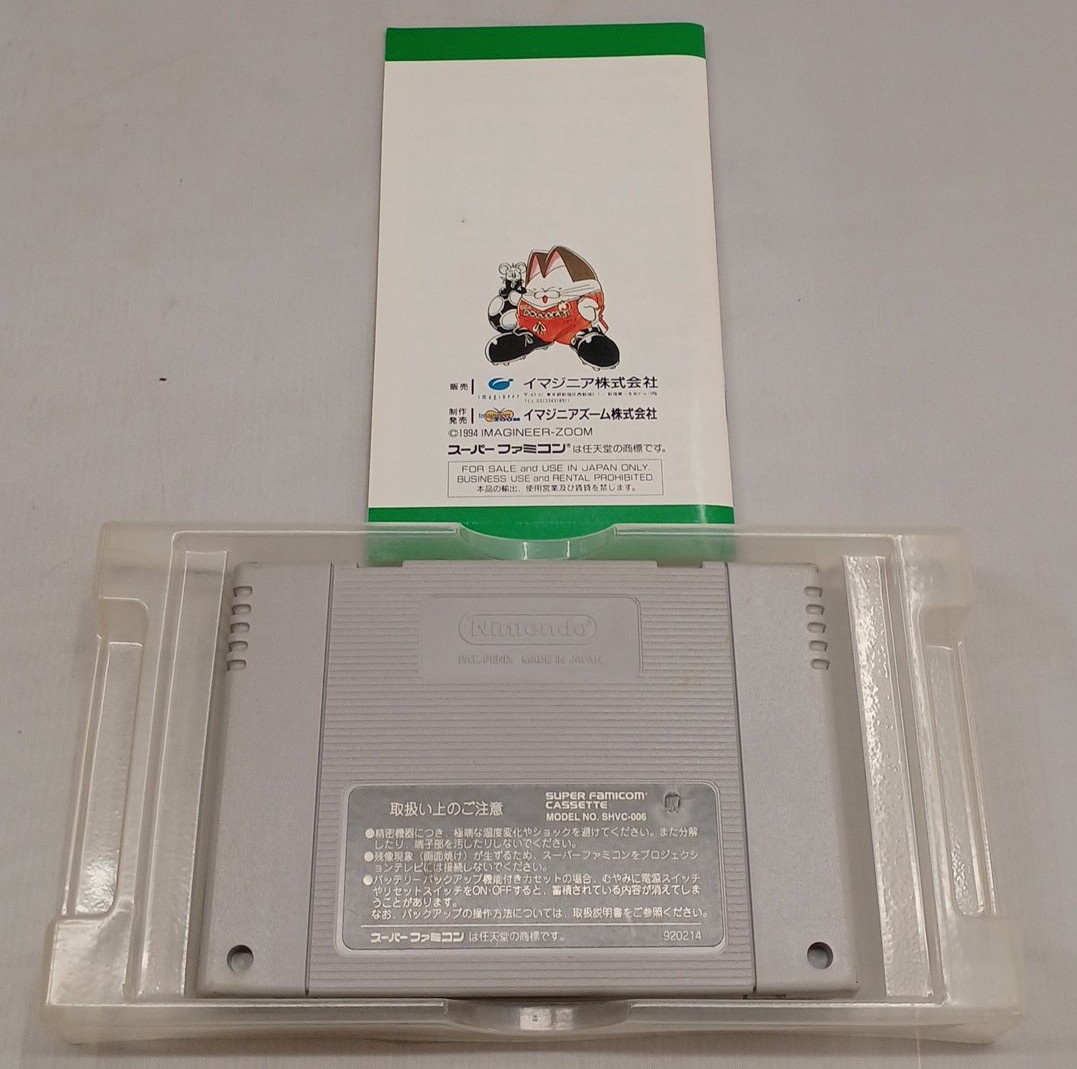 販売
imagineer
イマジニア株式会社
制作
発売
Imagineer
ZOOM
イマジニアズーム株式会社
©1994 IMAGINEER-ZOOM
スーパーファミコン®は任天堂の商標です。
FOR SALE and USE IN JAPAN ONLY.
BUSINESS USE and RENTAL PROHIBITED.
本品の輸出、使用営業及び賃貸を禁じます。
Nintendo®
PAT. PEND. MADE IN JAPAN
取扱い上のご注意
SUPER FAMICOM®
CASSETTE
MODEL NO. SHVC-006
●精密機器につき、極端な温度変化やショックを避けてください。また分解
したり、端子部を汚したりしないでください。
●残像現象（画面焼け）が生ずるため、スーパーファミコンをプロジェクシ
ョンテレビには接続しないでください。
●バッテリーバックアップ機能付きカセットの場合、むやみに電源スイッチ
やリセットスイッチをON・OFFすると、蓄積されている内容が消えてしま
うことがあります。
なお、バックアップの操作方法については、取扱説明書をご参照ください。
スーパーファミコン は任天堂の商標です。
920214